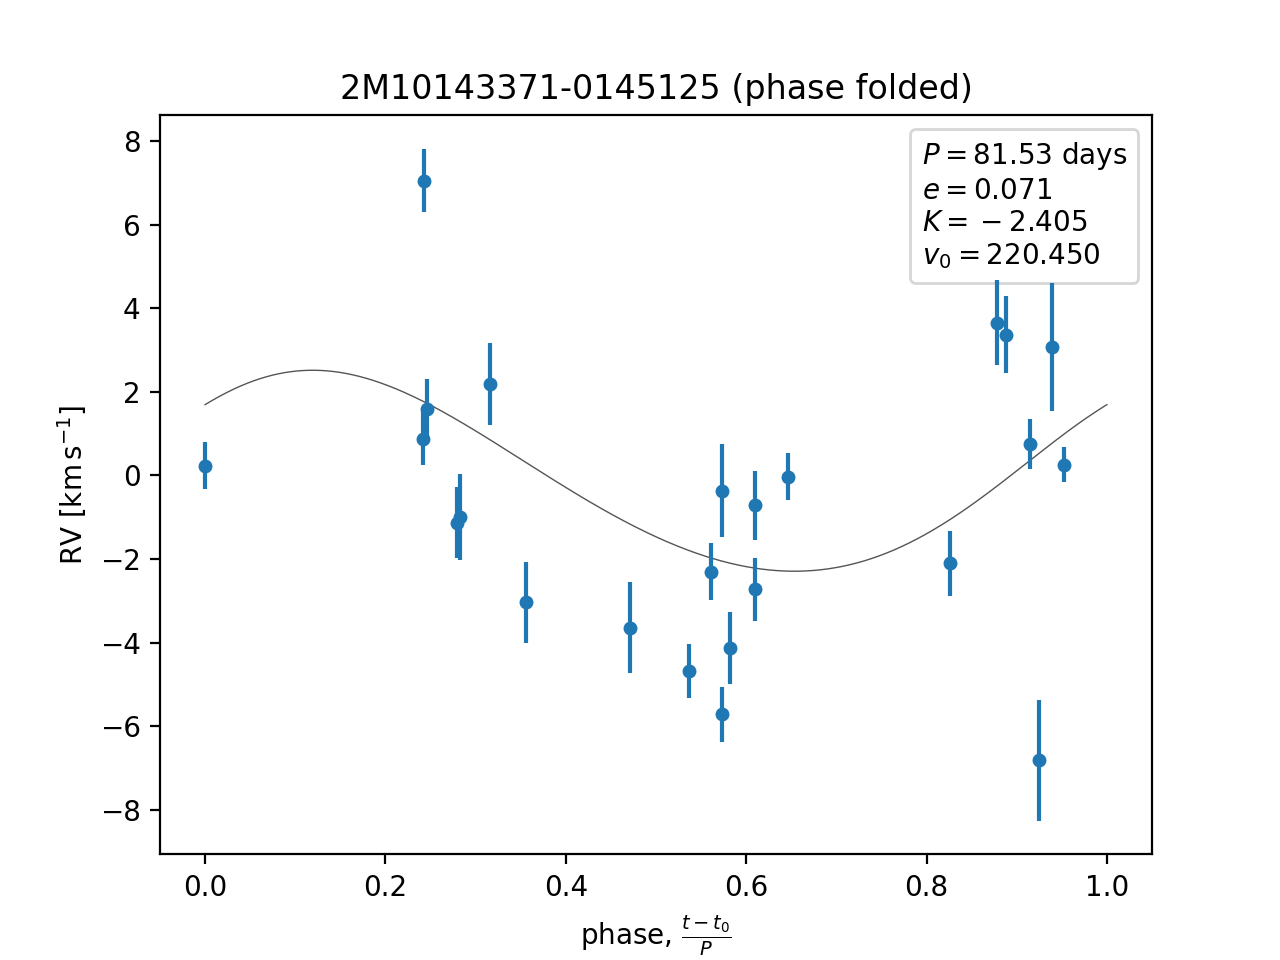 2M10143371-0145125 (phase folded)
P = 81.53 days
e = 0.071
K = −2.405
v₀ = 220.450
RV [km s⁻¹]
8
6
4
2
0
−2
−4
−6
−8
0.0 0.2 0.4 0.6 0.8 1.0
phase, (t − t₀)/P